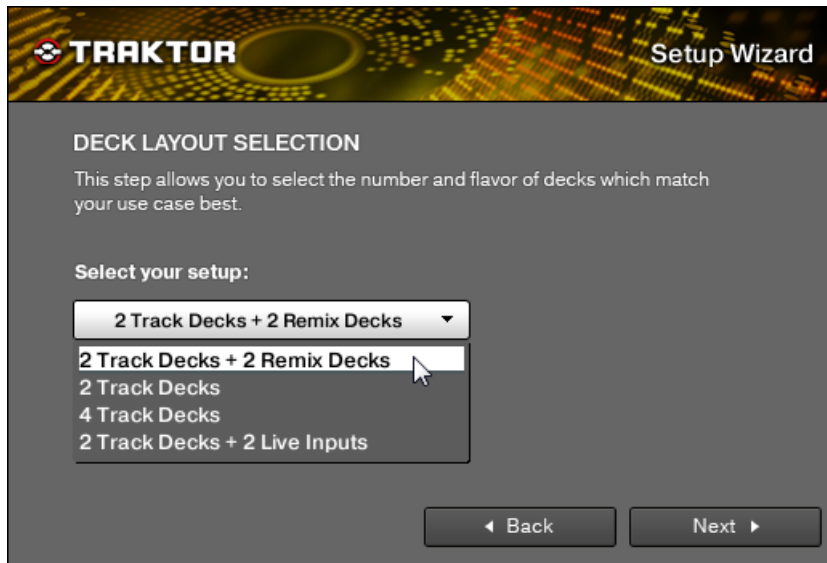 TRAKTOR
Setup Wizard
DECK LAYOUT SELECTION
This step allows you to select the number and flavor of decks which match
your use case best.
Select your setup:
2 Track Decks + 2 Remix Decks
2 Track Decks + 2 Remix Decks
2 Track Decks
4 Track Decks
2 Track Decks + 2 Live Inputs
Back
Next